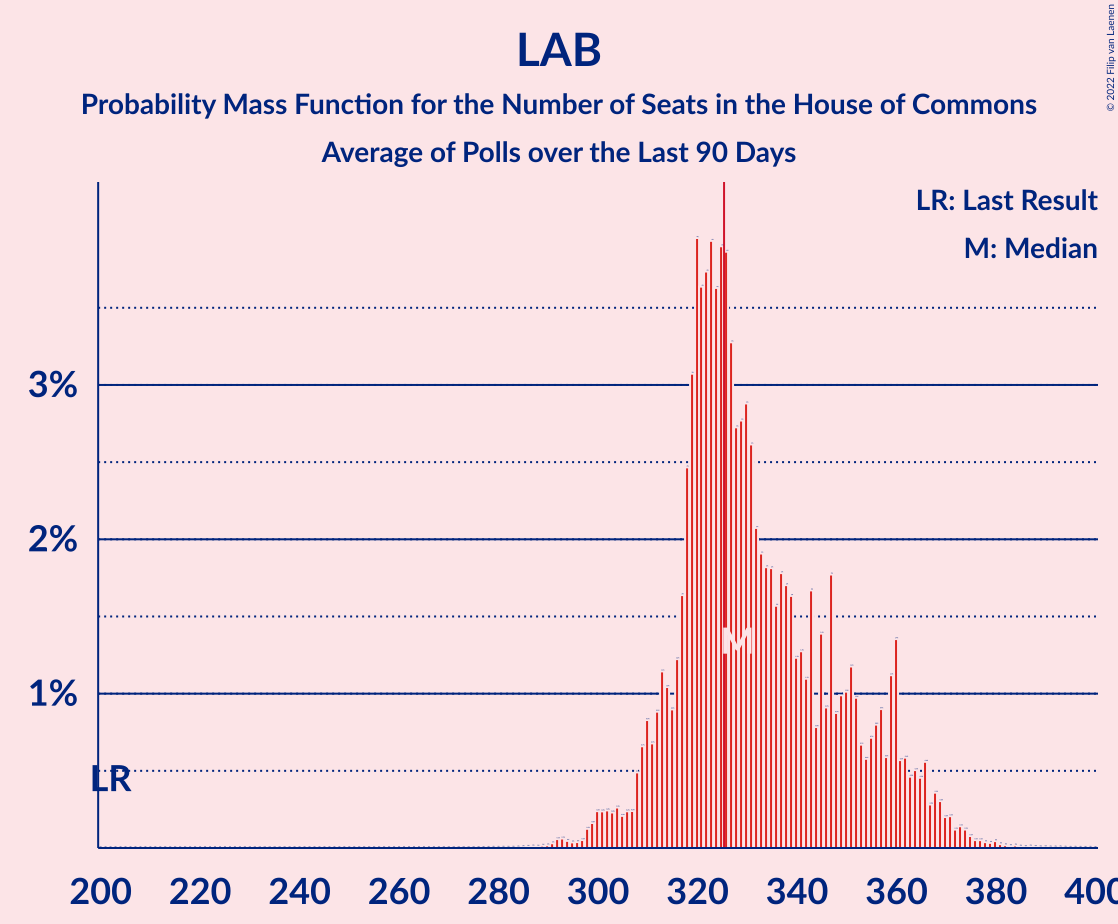 LAB
Probability Mass Function for the Number of Seats in the House of Commons
Average of Polls over the Last 90 Days
© 2022 Filip van Laenen
LR: Last Result
M: Median
3%
2%
1%
M
LR
200 220 240 260 280 300 320 340 360 380 400